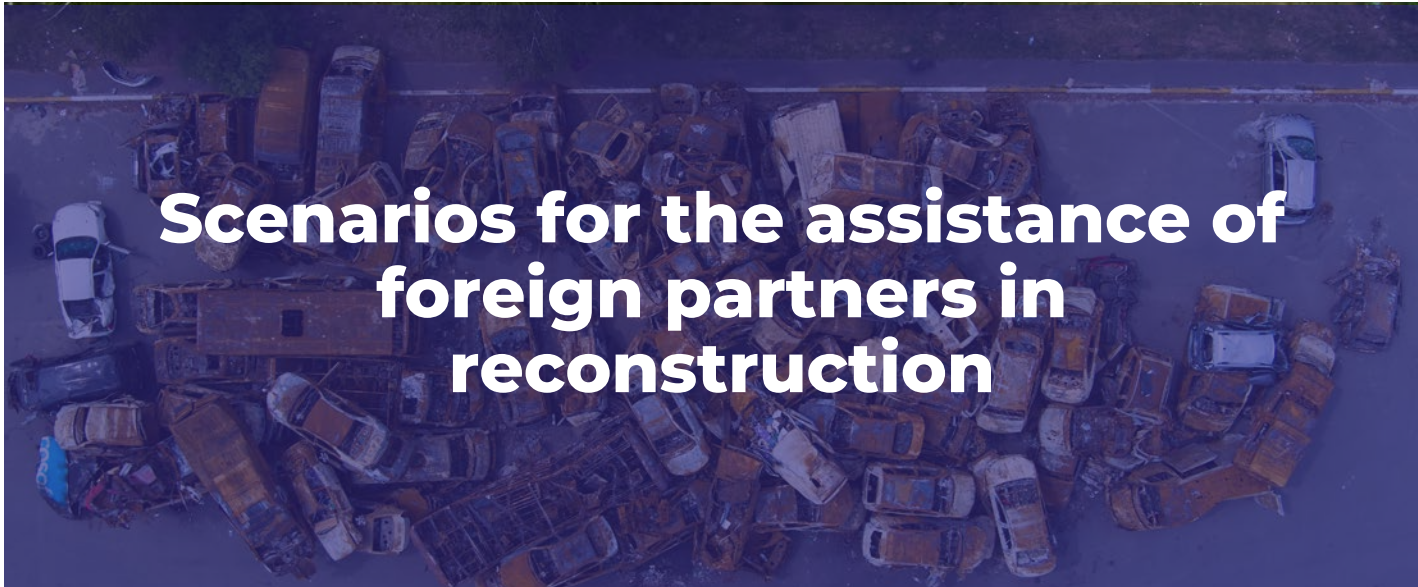 Scenarios for the assistance of
foreign partners in
reconstruction